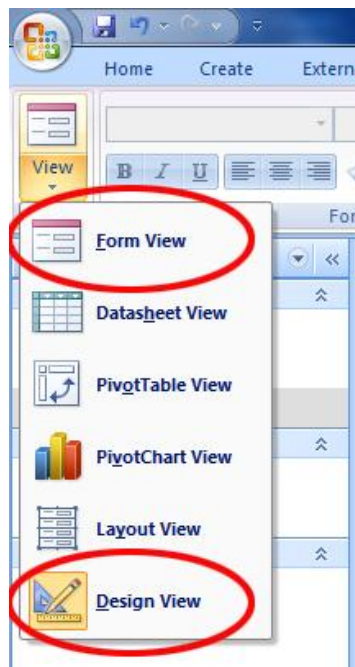 Home Create Extern
View
B I U
For
Form View
Datasheet View
PivotTable View
PivotChart View
Layout View
Design View